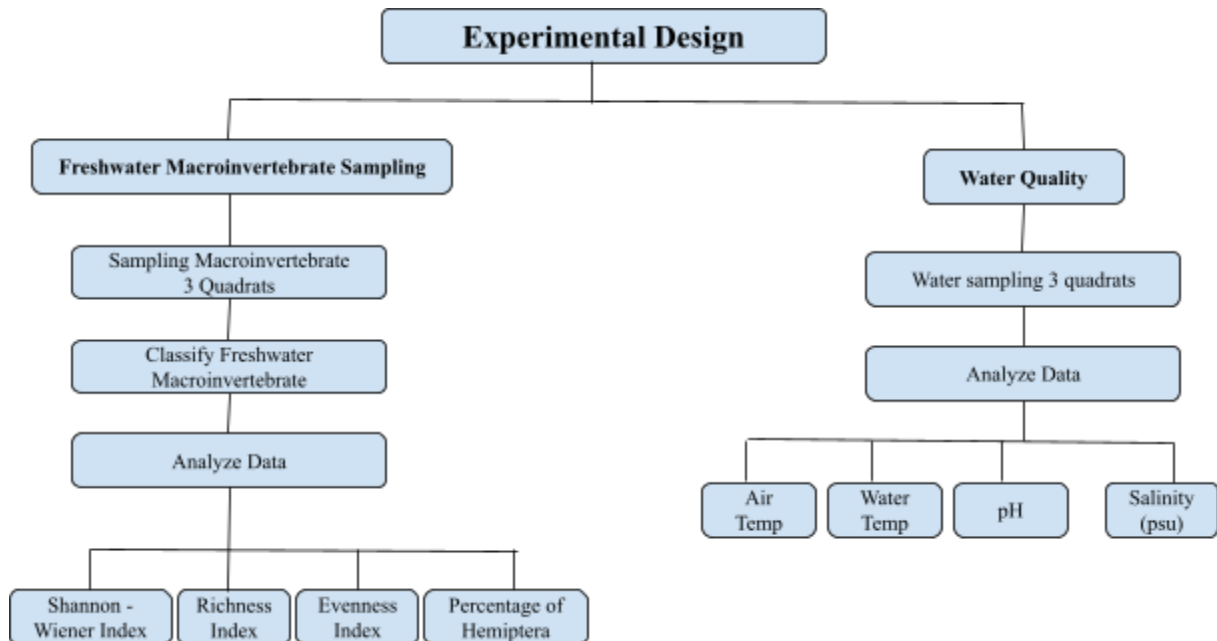 Experimental Design
Freshwater Macroinvertebrate Sampling
Water Quality
Sampling Macroinvertebrate
3 Quadrats
Water sampling 3 quadrats
Classify Freshwater
Macroinvertebrate
Analyze Data
Analyze Data
Air
Temp
Water
Temp
pH
Salinity
(psu)
Shannon -
Wiener Index
Richness
Index
Evenness
Index
Percentage of
Hemiptera